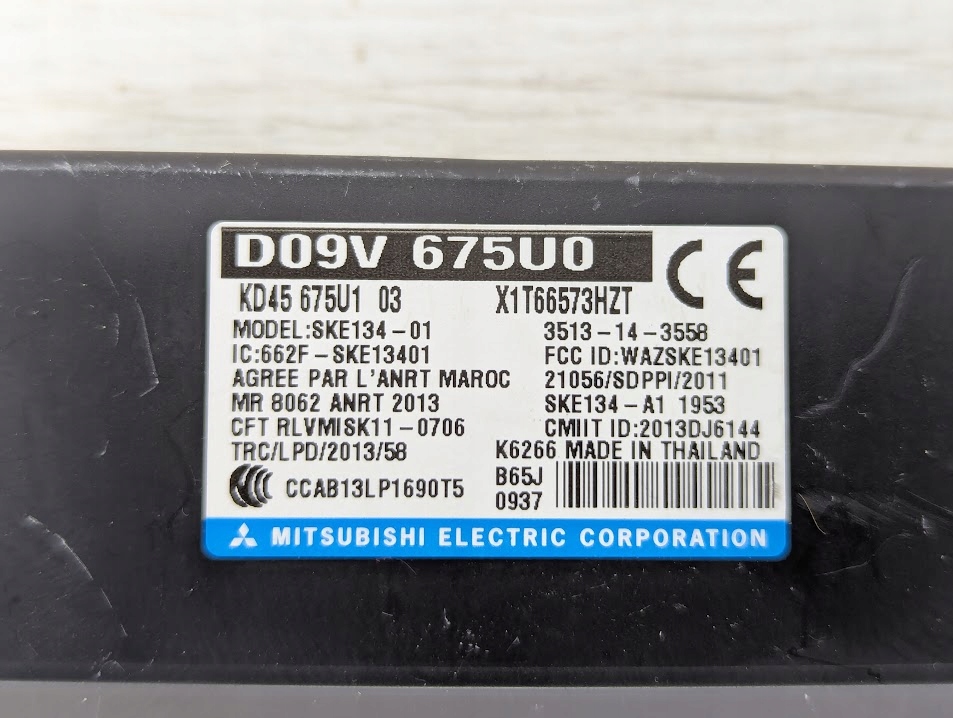 D09V 675U0
KD45 675U1 03 X1T66573HZT
MODEL:SKE134-01 3513-14-3558
IC:662F-SKE13401 FCC ID:WAZSKE13401
AGREE PAR L'ANRT MAROC 21056/SDPPI/2011
MR 8062 ANRT 2013 SKE134-A1 1953
CFT RLVMISK11-0706 CMIIT ID:2013DJ6144
TRC/LPD/2013/58 K6266 MADE IN THAILAND
CCAB13LP1690T5 B65J
0937
MITSUBISHI ELECTRIC CORPORATION